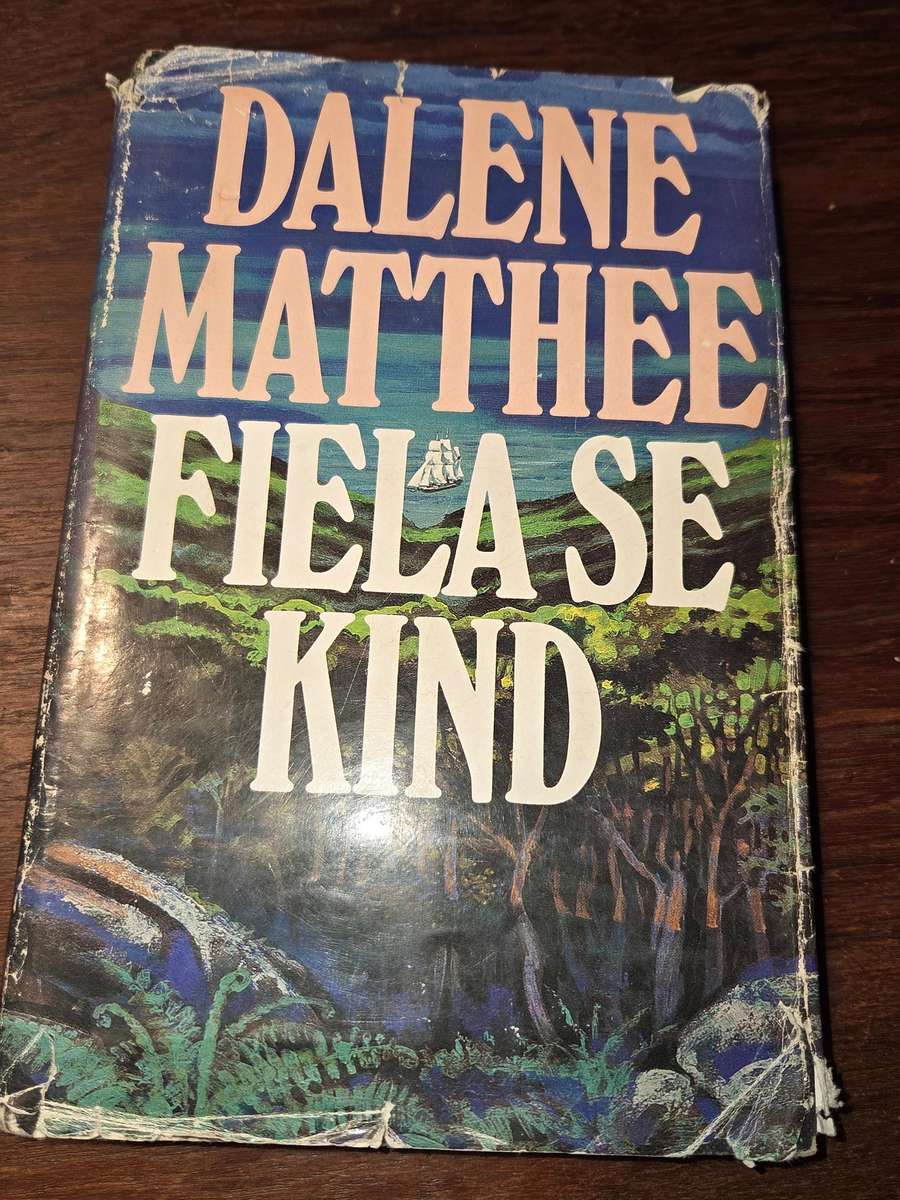 DALENE
MATTHEE
FIELA SE
KIND